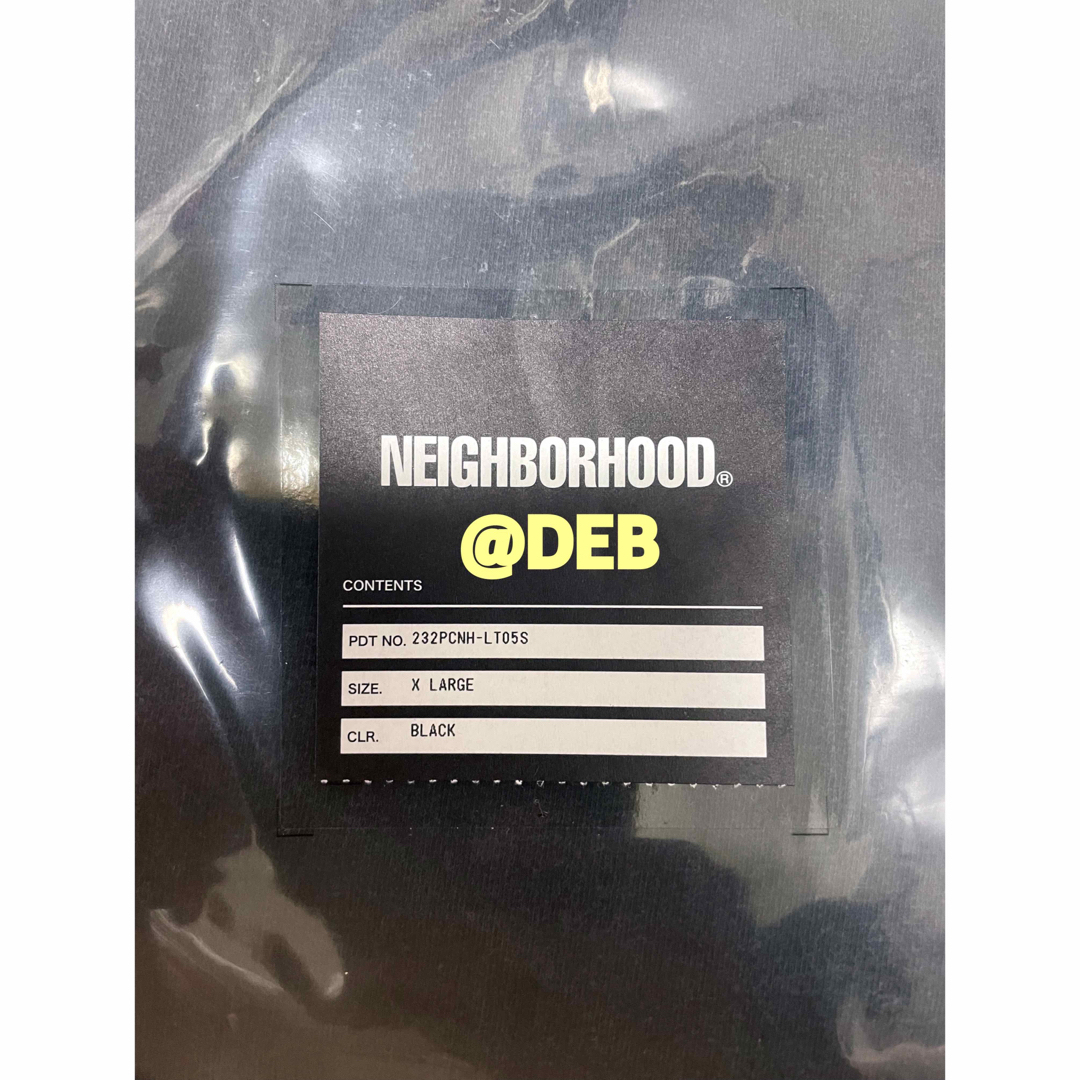 NEIGHBORHOOD®
@DEB
CONTENTS
PDT NO. 232PCNH-LT05S
SIZE. X LARGE
CLR. BLACK